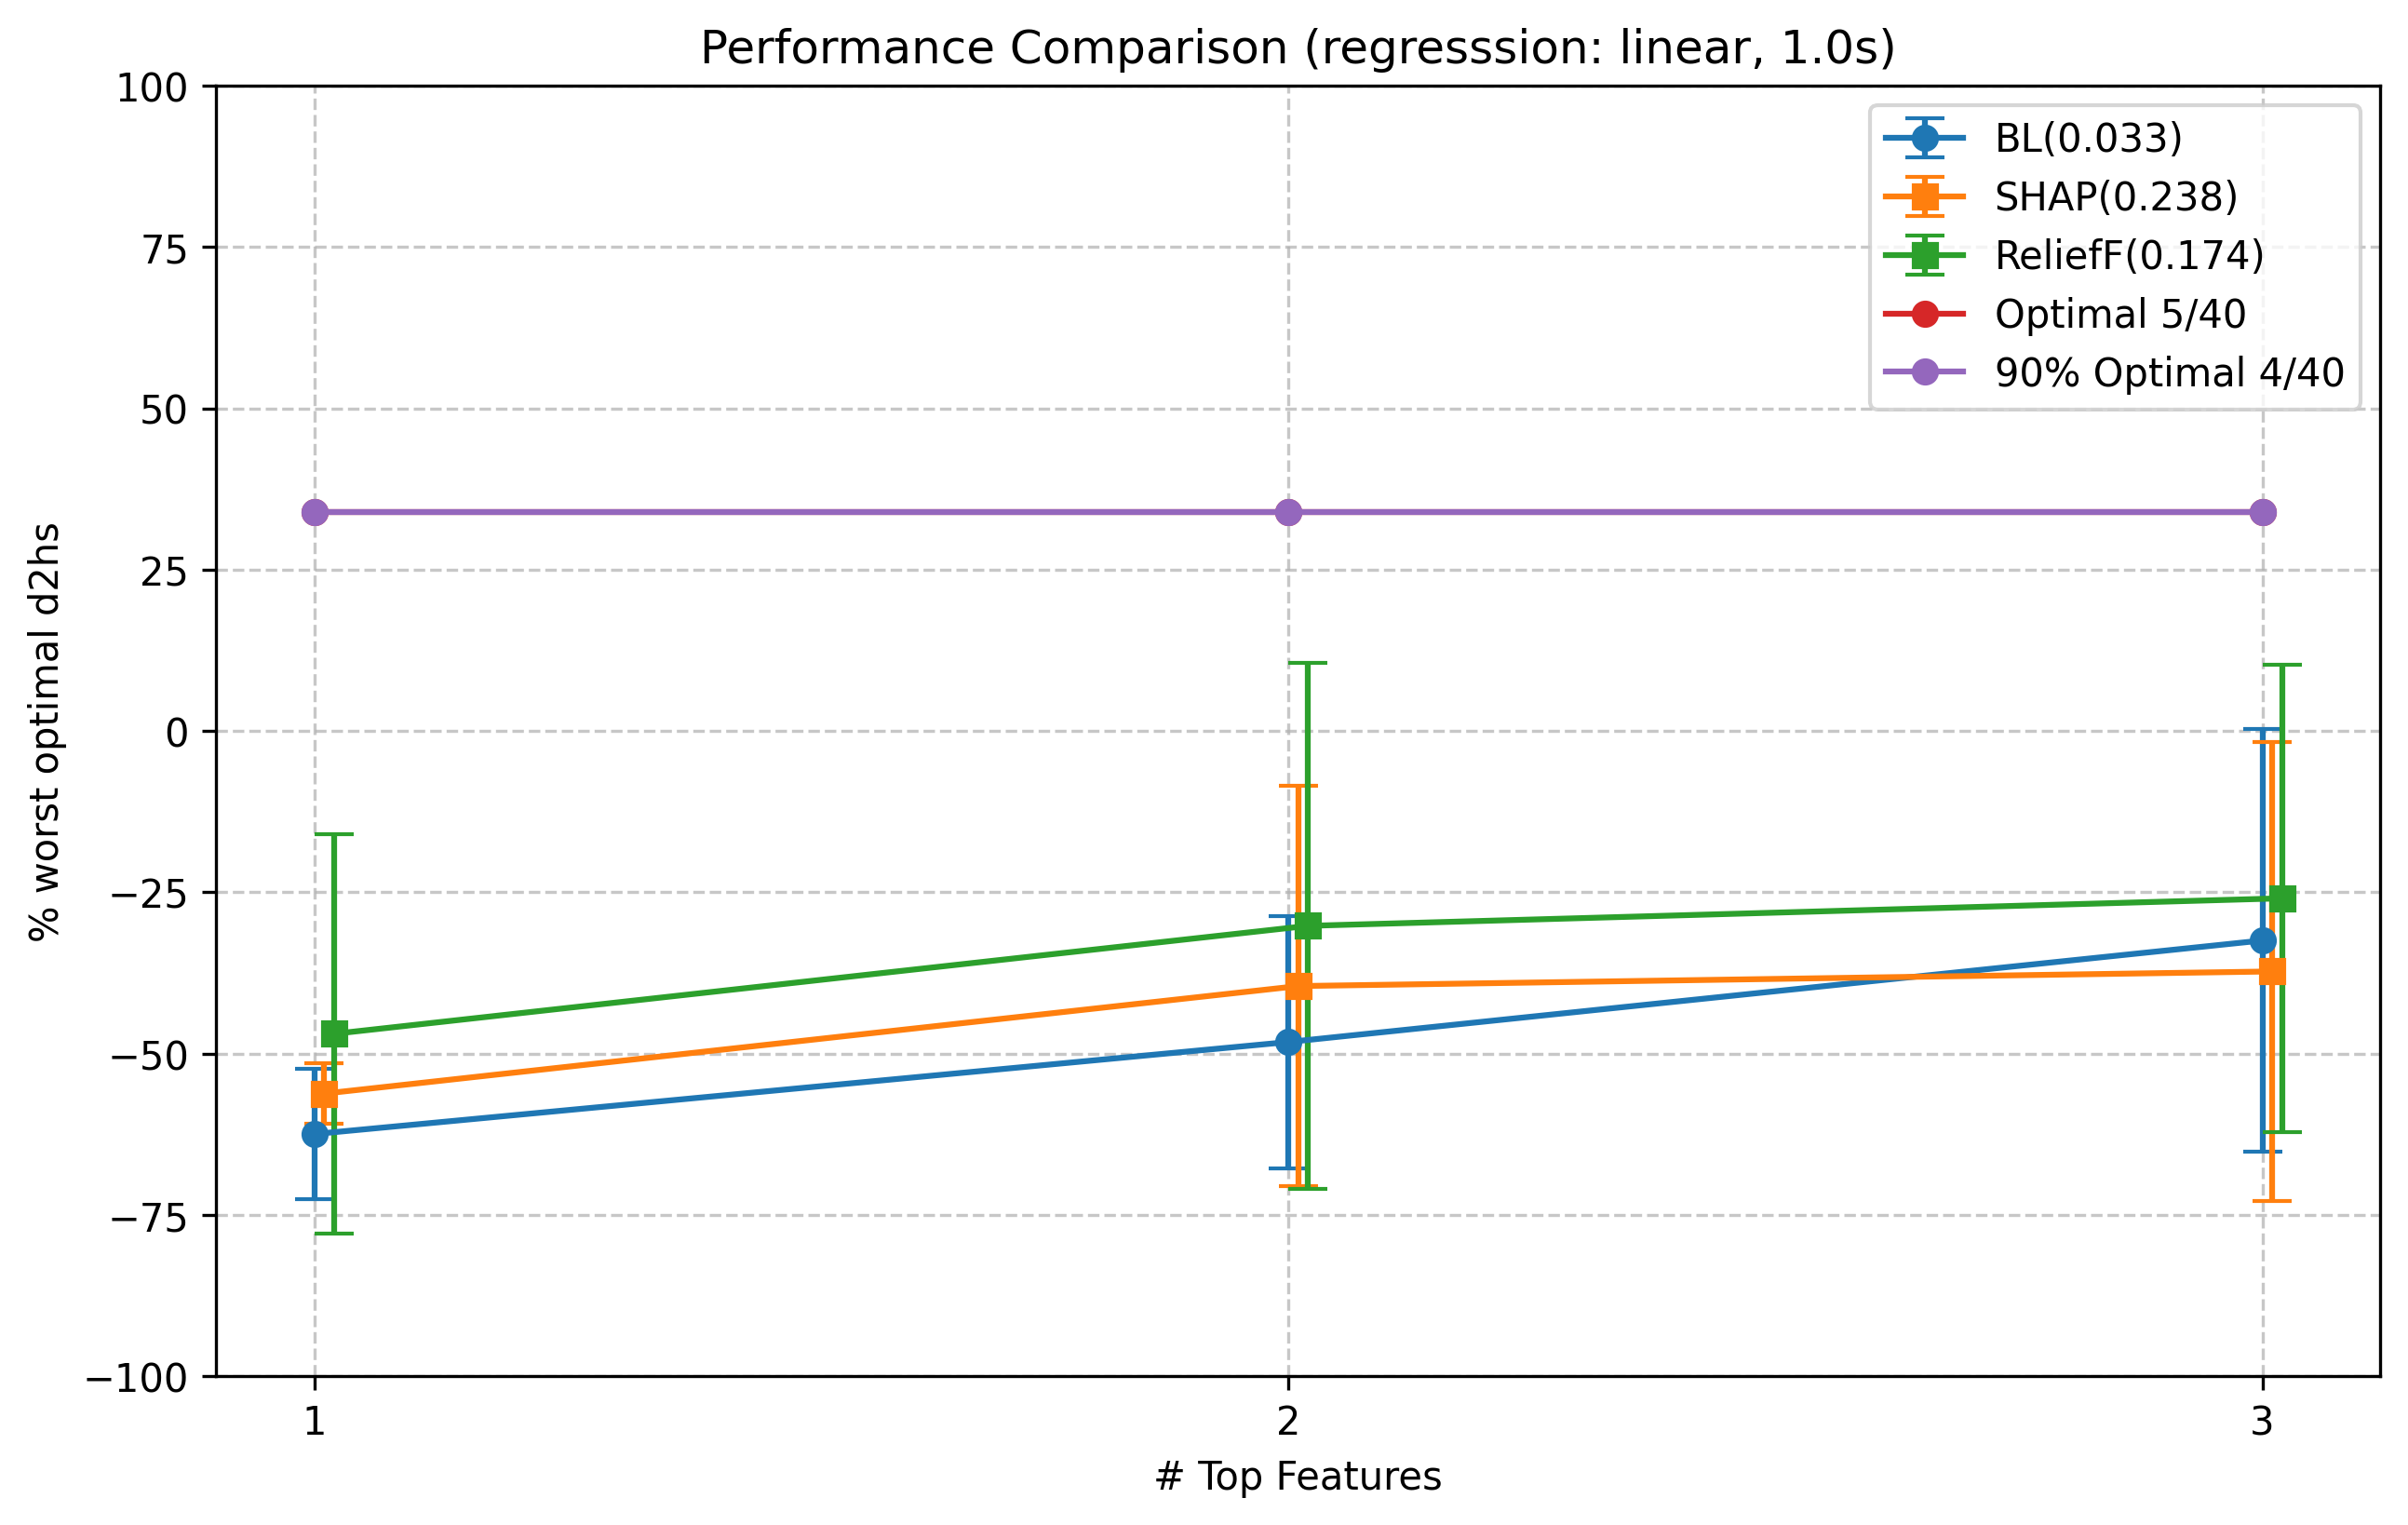 Performance Comparison (regresssion: linear, 1.0s)
100
75
50
25
0
−25
−50
−75
−100
% worst optimal d2hs
BL(0.033)
SHAP(0.238)
ReliefF(0.174)
Optimal 5/40
90% Optimal 4/40
1
2
3
# Top Features